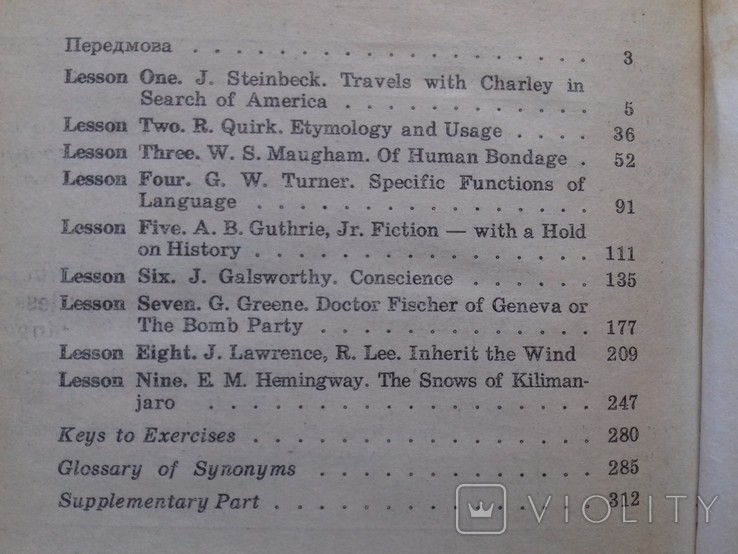 Передмова . . . . . . . . . . . . . . . . . . 3
Lesson One. J. Steinbeck. Travels with Charley in
Search of America . . . . . . . . . . 5
Lesson Two. R. Quirk. Etymology and Usage . . . . 36
Lesson Three. W. S. Maugham. Of Human Bondage . 52
Lesson Four. G. W. Turner. Specific Functions of
Language . . . . . . . . . . . . . . 91
Lesson Five. A. B. Guthrie, Jr. Fiction — with a Hold
on History . . . . . . . . . . . . . 111
Lesson Six. J. Galsworthy. Conscience . . . . . . 135
Lesson Seven. G. Greene. Doctor Fischer of Geneva or
The Bomb Party . . . . . . . . . . . 177
Lesson Eight. J. Lawrence, R. Lee. Inherit the Wind 209
Lesson Nine. E. M. Hemingway. The Snows of Kiliman-
jaro . . . . . . . . . . . . . . . . 247
Keys to Exercises . . . . . . . . . . . . . . 280
Glossary of Synonyms . . . . . . . . . . . . 285
Supplementary Part . . . . . . . . . . . . . 312
VIOLITY